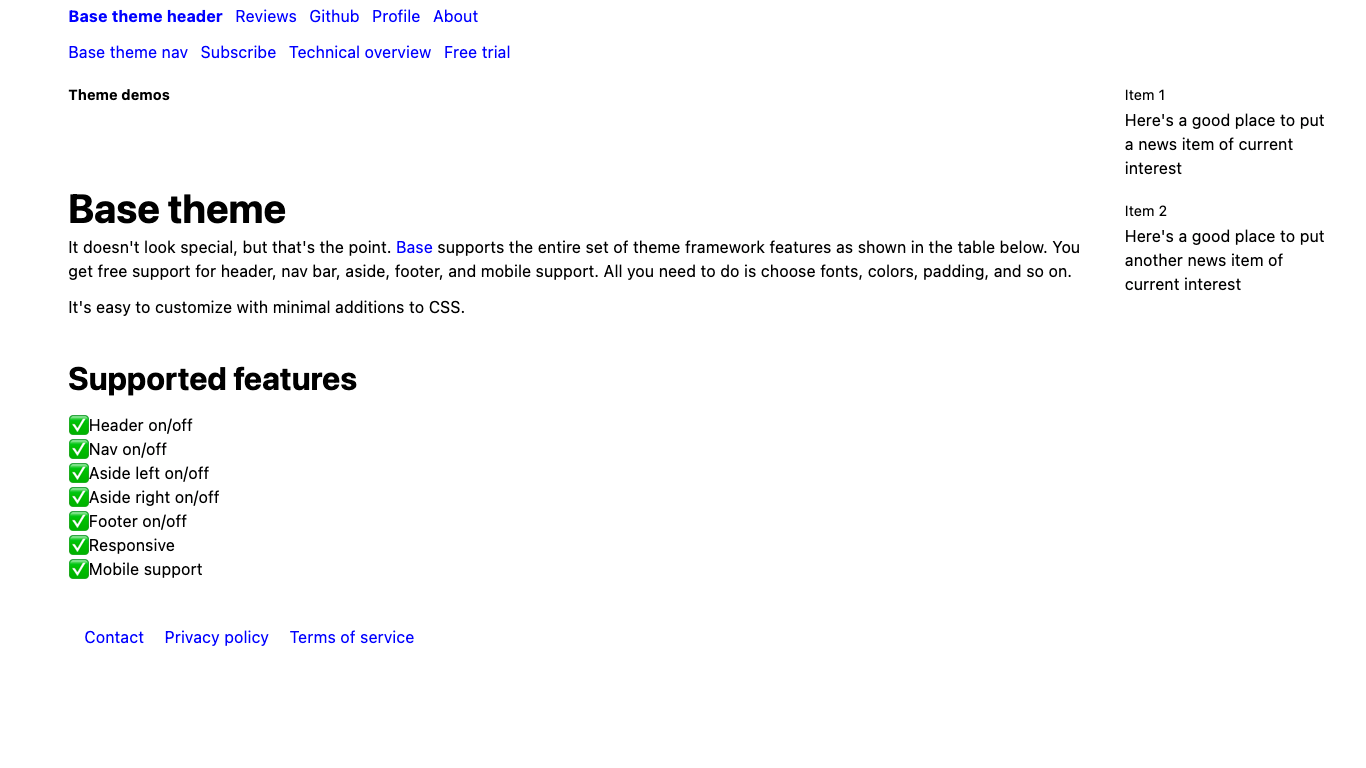 Base theme header Reviews Github Profile About
Base theme nav Subscribe Technical overview Free trial
Theme demos
Base theme
It doesn't look special, but that's the point. Base supports the entire set of theme framework features as shown in the table below. You
get free support for header, nav bar, aside, footer, and mobile support. All you need to do is choose fonts, colors, padding, and so on.
It's easy to customize with minimal additions to CSS.
Supported features
✅Header on/off
✅Nav on/off
✅Aside left on/off
✅Aside right on/off
✅Footer on/off
✅Responsive
✅Mobile support
Item 1
Here's a good place to put
a news item of current
interest
Item 2
Here's a good place to put
another news item of
current interest
Contact Privacy policy Terms of service